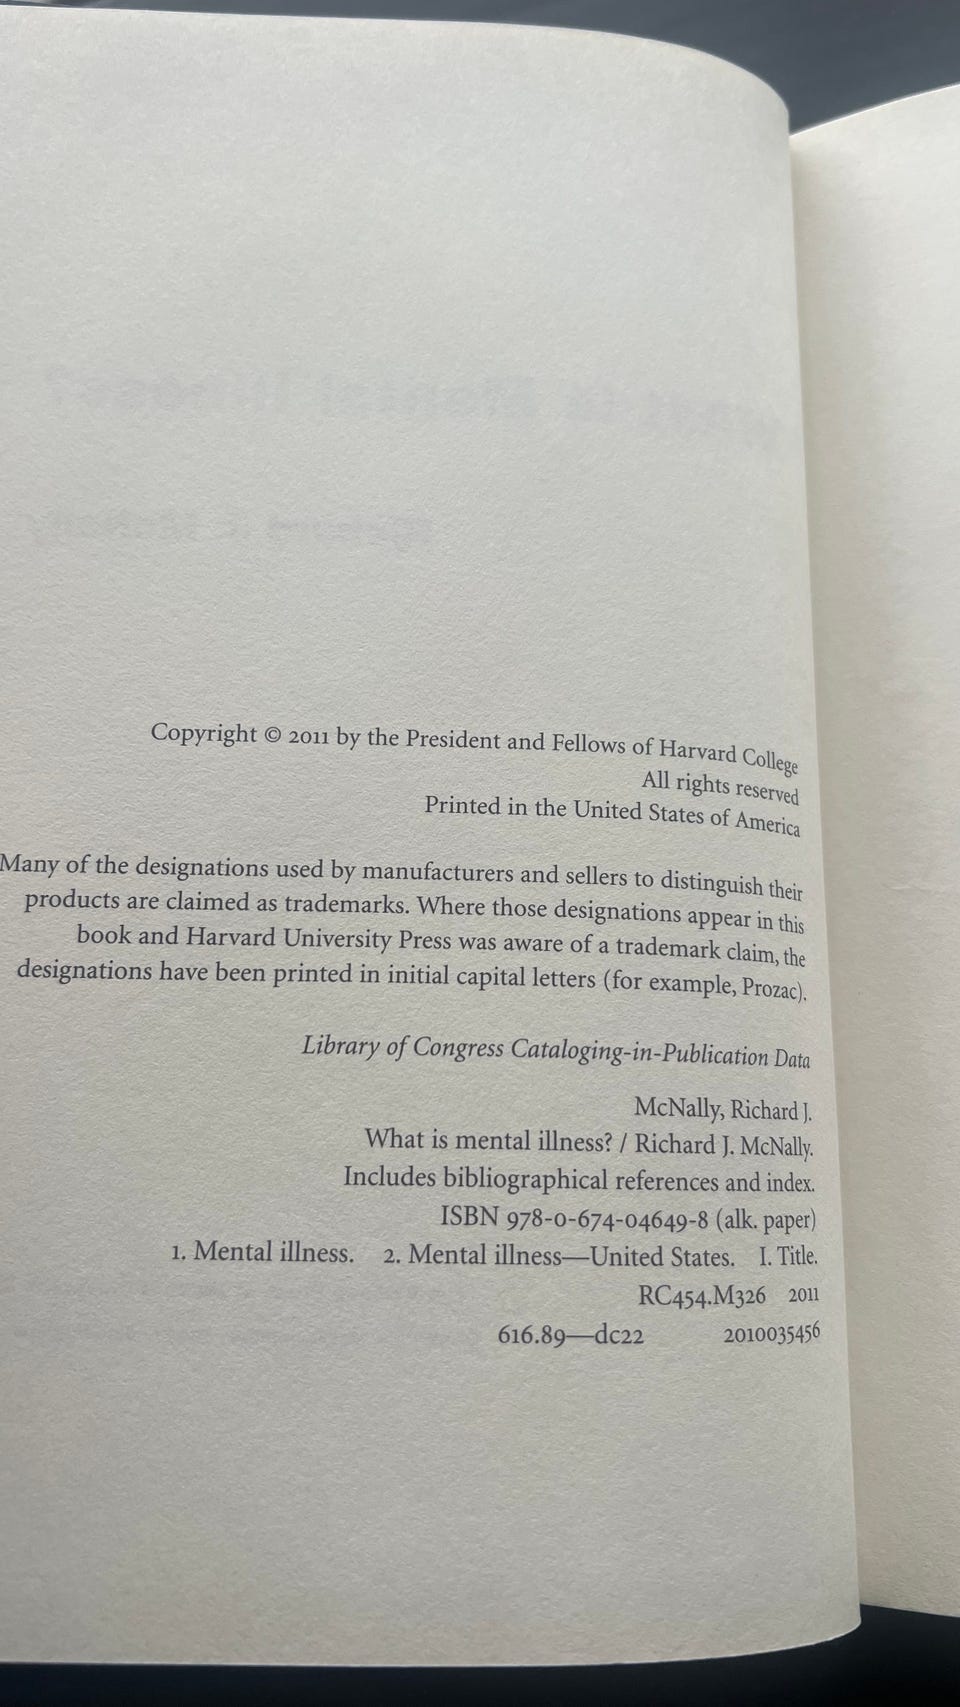 Copyright © 2011 by the President and Fellows of Harvard College
All rights reserved
Printed in the United States of America
Many of the designations used by manufacturers and sellers to distinguish their
products are claimed as trademarks. Where those designations appear in this
book and Harvard University Press was aware of a trademark claim, the
designations have been printed in initial capital letters (for example, Prozac).
Library of Congress Cataloging-in-Publication Data
McNally, Richard J.
What is mental illness? / Richard J. McNally.
Includes bibliographical references and index.
ISBN 978-0-674-04649-8 (alk. paper)
1. Mental illness. 2. Mental illness—United States. I. Title.
RC454.M326 2011
616.89—dc22 2010035456